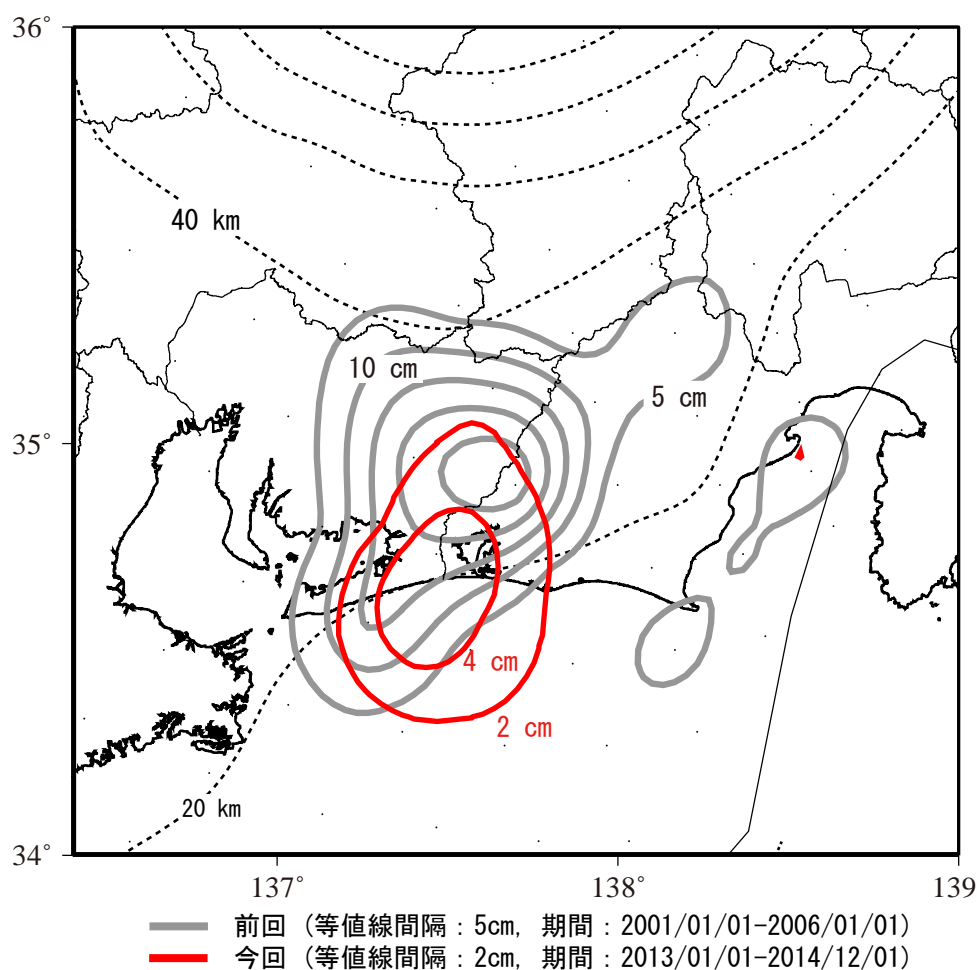 36°
40 km
10 cm
5 cm
35°
4 cm
2 cm
20 km
34°
137°
138°
139
前回 (等値線間隔：5cm, 期間：2001/01/01-2006/01/01)
今回 (等値線間隔：2cm, 期間：2013/01/01-2014/12/01)